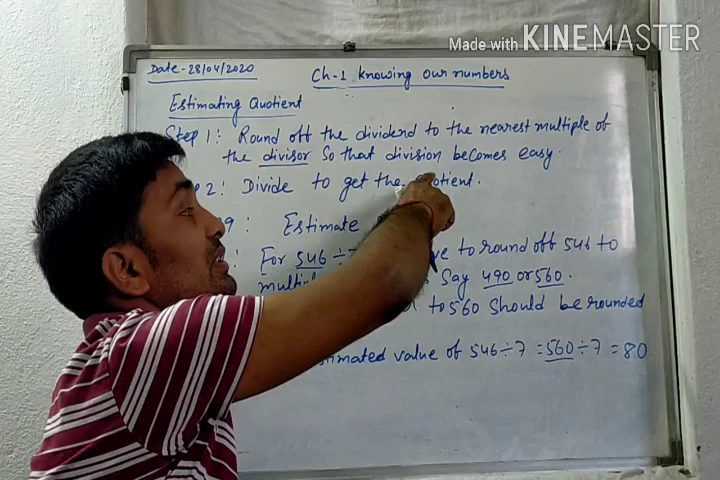 Made with KINEMASTER
Date-28/04/2020
Ch-1 knowing our numbers
Estimating Quotient
Step 1: Round off the dividend to the nearest multiple of
the divisor so that division becomes easy.
2: Divide to get the
9: Estimate
: For 546 ÷ to round off 546 to
Say 490 or 560.
to 560 should be rounded
value of 546÷7 = 560÷7 = 80